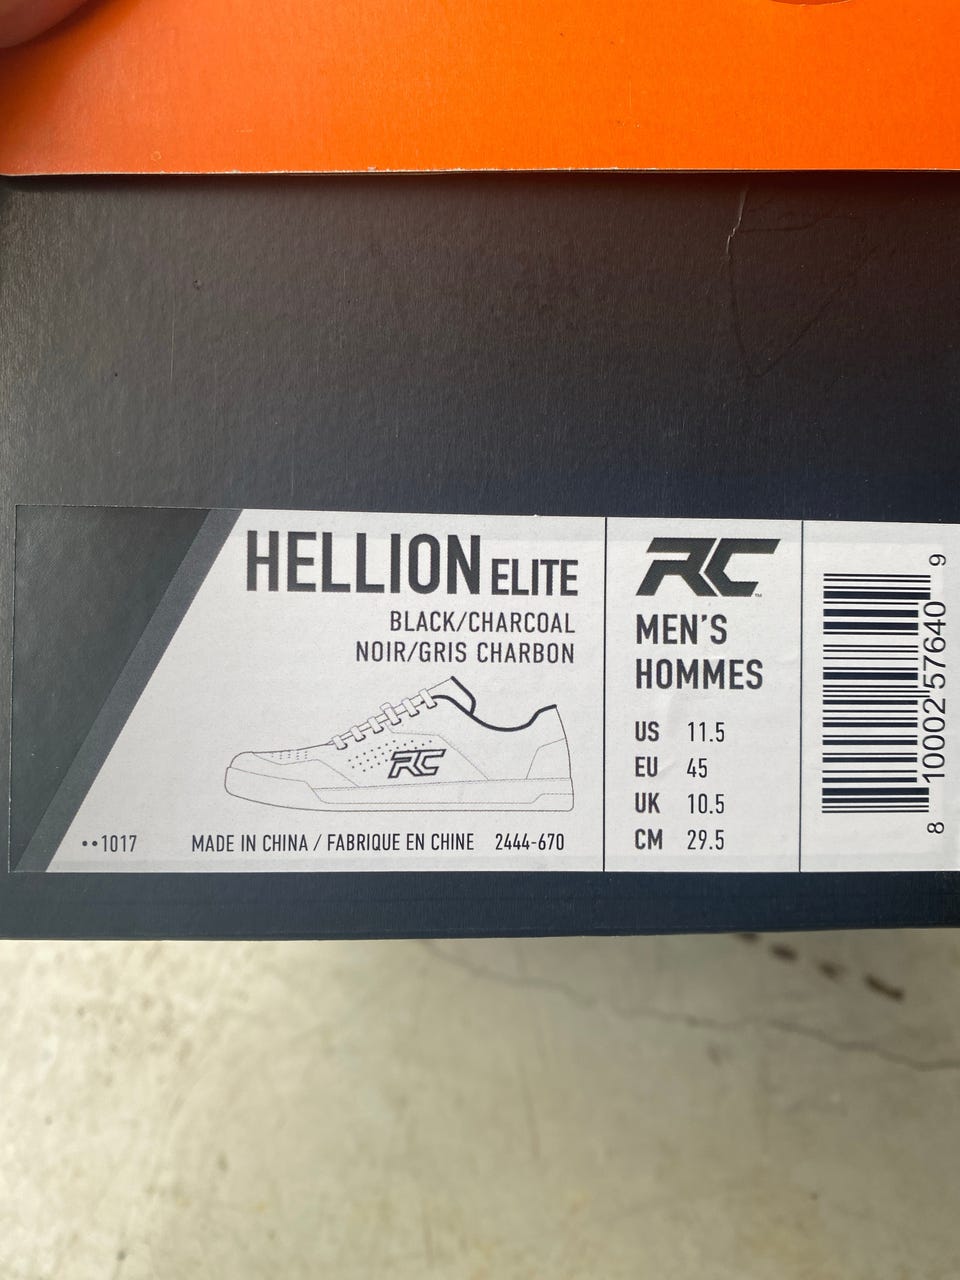 HELLION ELITE
BLACK/CHARCOAL
NOIR/GRIS CHARBON
RC
••1017
MADE IN CHINA / FABRIQUE EN CHINE 2444-670
RC™
MEN'S
HOMMES
US 11.5
EU 45
UK 10.5
CM 29.5
8 10002 57640 9